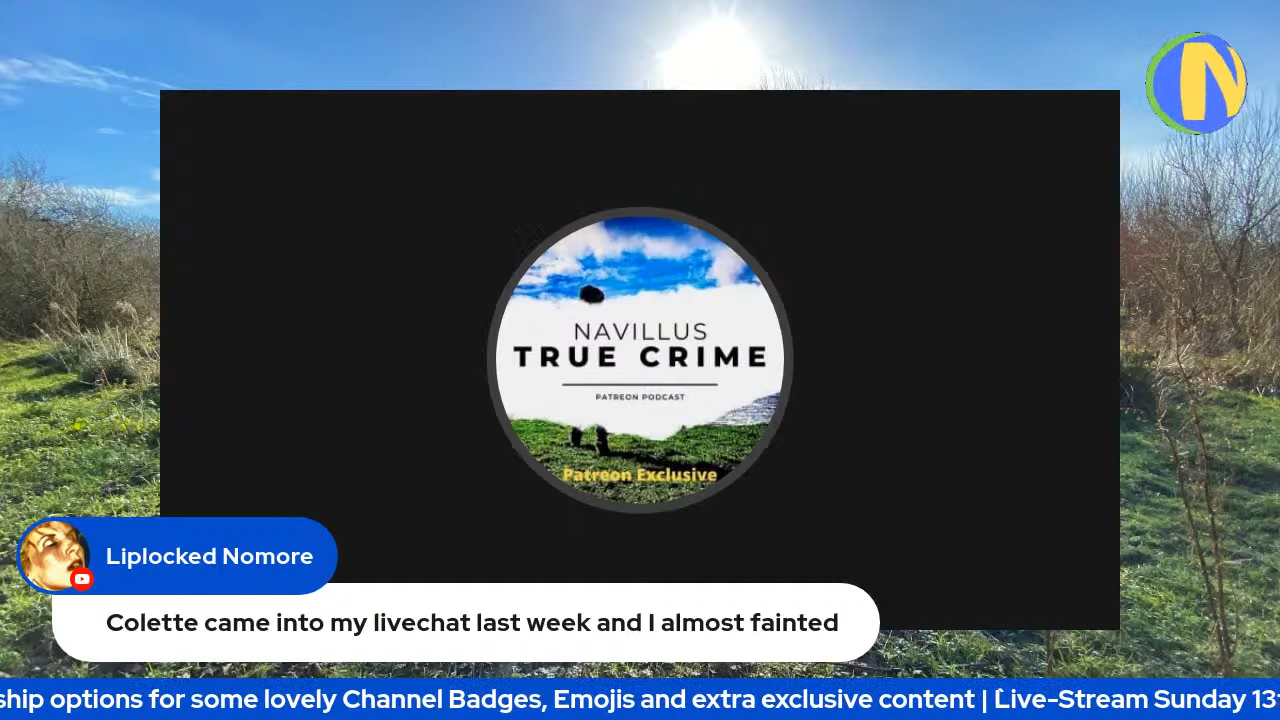 N
NAVILLUS
TRUE CRIME
PATREON PODCAST
Patreon Exclusive
Liplocked Nomore
Colette came into my livechat last week and I almost fainted
ship options for some lovely Channel Badges, Emojis and extra exclusive content | Live-Stream Sunday 13